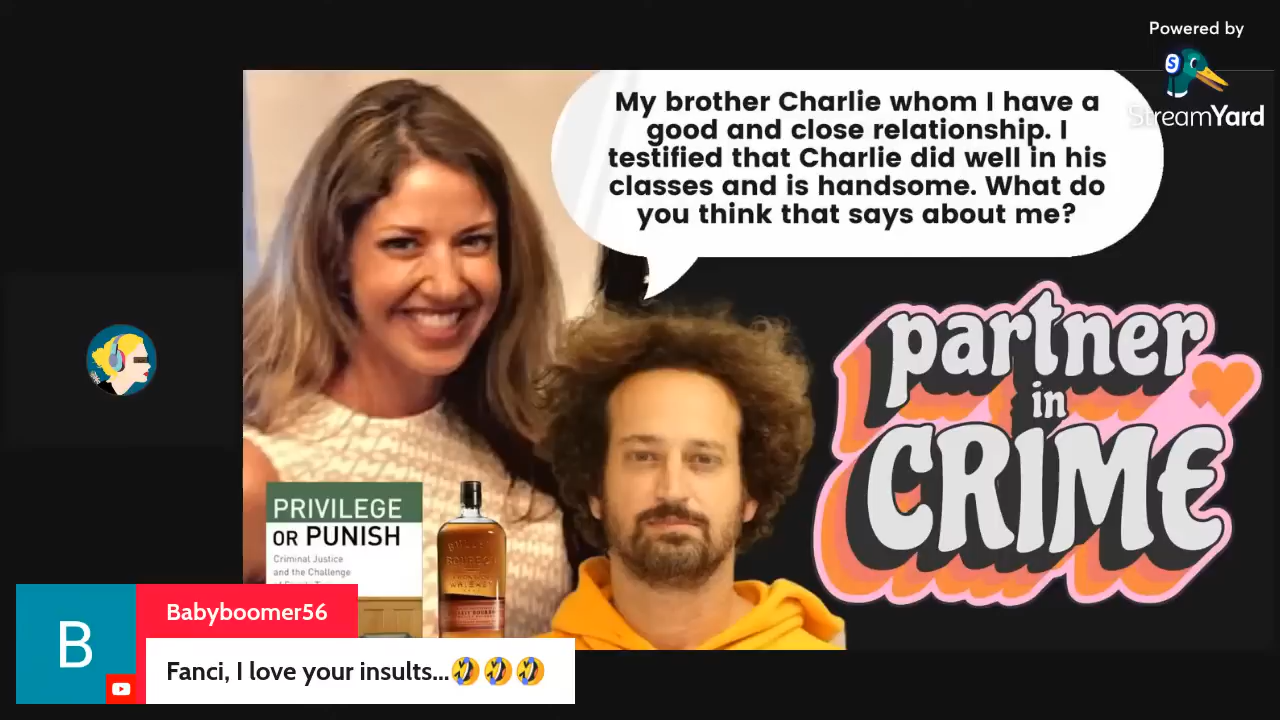 Powered by
StreamYard
My brother Charlie whom I have a
good and close relationship. I
testified that Charlie did well in his
classes and is handsome. What do
you think that says about me?
partner
in
CRIME
PRIVILEGE
OR PUNISH
Criminal Justice
and the Challenge
BULLEIT
BOURBON
B
Babyboomer56
Fanci, I love your insults...🤣🤣🤣